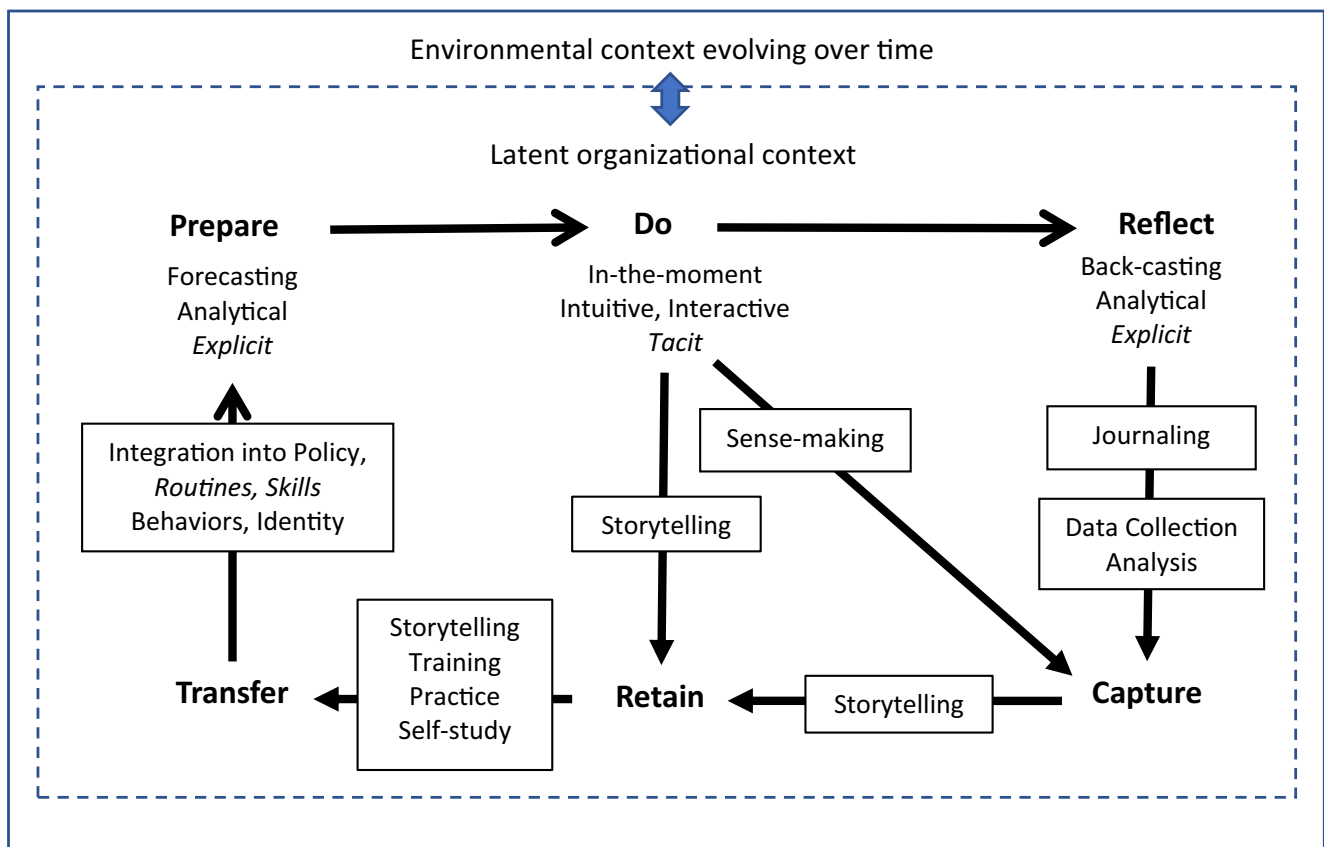 Environmental context evolving over time
Latent organizational context
Prepare
Forecasting
Analytical
Explicit
Do
In-the-moment
Intuitive, Interactive
Tacit
Reflect
Back-casting
Analytical
Explicit
Integration into Policy,
Routines, Skills
Behaviors, Identity
Storytelling
Sense-making
Journaling
Data Collection
Analysis
Transfer
Storytelling
Training
Practice
Self-study
Retain
Storytelling
Capture